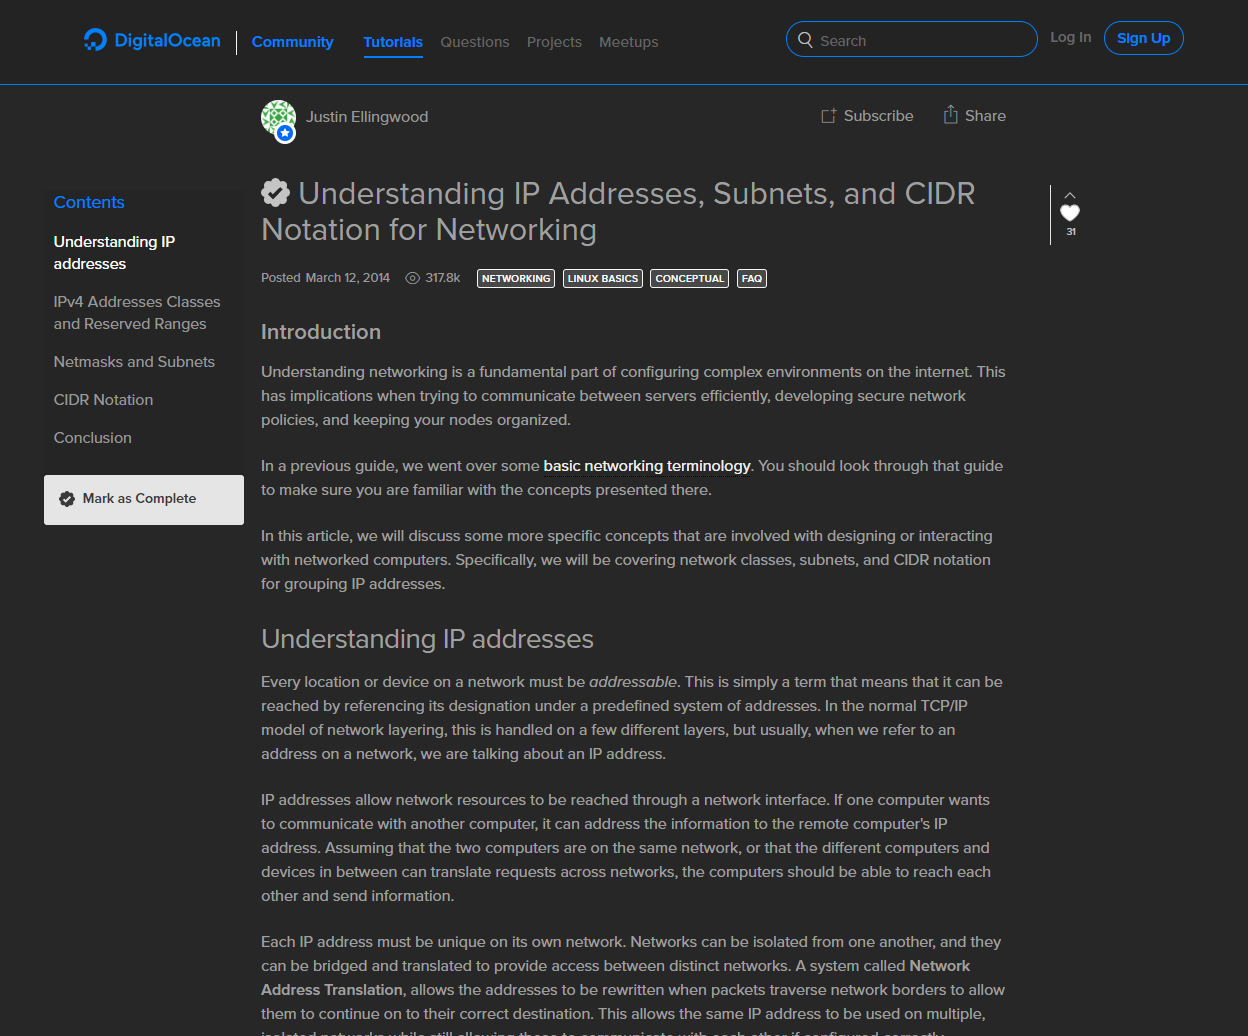 DigitalOcean
Community
Tutorials
Questions
Projects
Meetups
Search
Log In
Sign Up
Justin Ellingwood
Subscribe
Share
Contents
Understanding IP
addresses
IPv4 Addresses Classes
and Reserved Ranges
Netmasks and Subnets
CIDR Notation
Conclusion
Mark as Complete
Understanding IP Addresses, Subnets, and CIDR
Notation for Networking
31
Posted March 12, 2014 317.8k NETWORKING LINUX BASICS CONCEPTUAL FAQ
Introduction
Understanding networking is a fundamental part of configuring complex environments on the internet. This
has implications when trying to communicate between servers efficiently, developing secure network
policies, and keeping your nodes organized.
In a previous guide, we went over some basic networking terminology. You should look through that guide
to make sure you are familiar with the concepts presented there.
In this article, we will discuss some more specific concepts that are involved with designing or interacting
with networked computers. Specifically, we will be covering network classes, subnets, and CIDR notation
for grouping IP addresses.
Understanding IP addresses
Every location or device on a network must be addressable. This is simply a term that means that it can be
reached by referencing its designation under a predefined system of addresses. In the normal TCP/IP
model of network layering, this is handled on a few different layers, but usually, when we refer to an
address on a network, we are talking about an IP address.
IP addresses allow network resources to be reached through a network interface. If one computer wants
to communicate with another computer, it can address the information to the remote computer's IP
address. Assuming that the two computers are on the same network, or that the different computers and
devices in between can translate requests across networks, the computers should be able to reach each
other and send information.
Each IP address must be unique on its own network. Networks can be isolated from one another, and they
can be bridged and translated to provide access between distinct networks. A system called Network
Address Translation, allows the addresses to be rewritten when packets traverse network borders to allow
them to continue on to their correct destination. This allows the same IP address to be used on multiple,
isolated networks while still allowing these to communicate with each other if configured correctly.